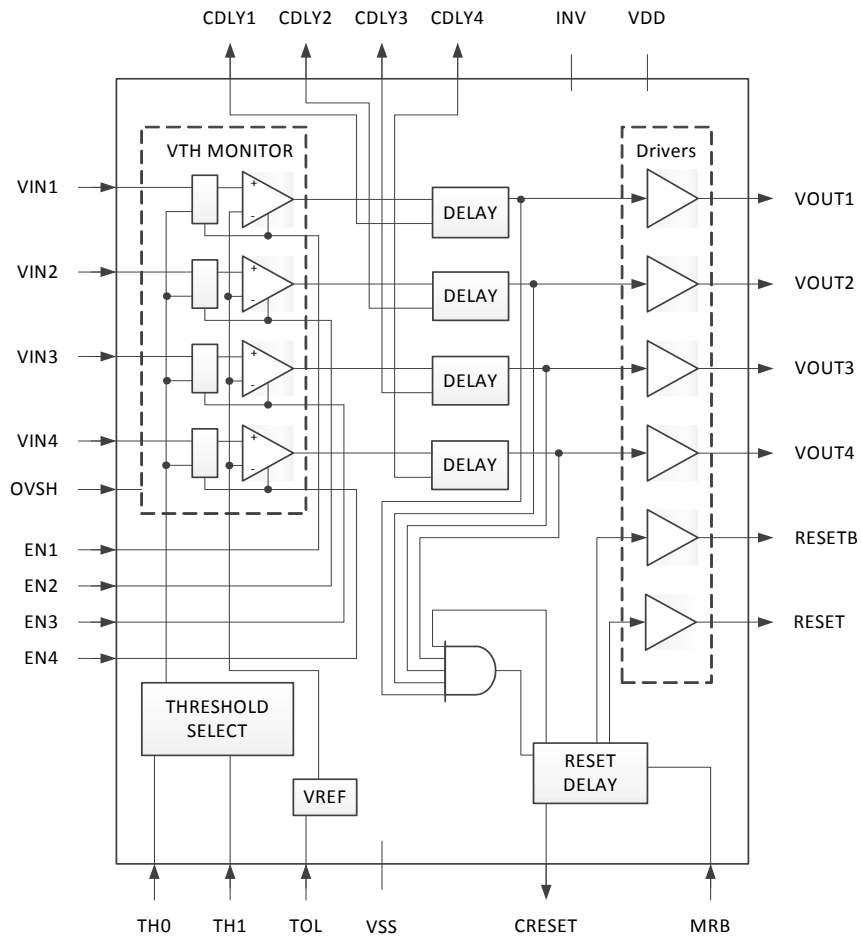 CDLY1 CDLY2 CDLY3 CDLY4 INV VDD
VTH MONITOR
Drivers
VIN1
+
-
DELAY
VOUT1
VIN2
+
-
DELAY
VOUT2
VIN3
+
-
DELAY
VOUT3
VIN4
+
-
DELAY
VOUT4
OVSH
RESETB
EN1
EN2
EN3
RESET
EN4
THRESHOLD
SELECT
VREF
RESET
DELAY
TH0 TH1 TOL VSS CRESET MRB